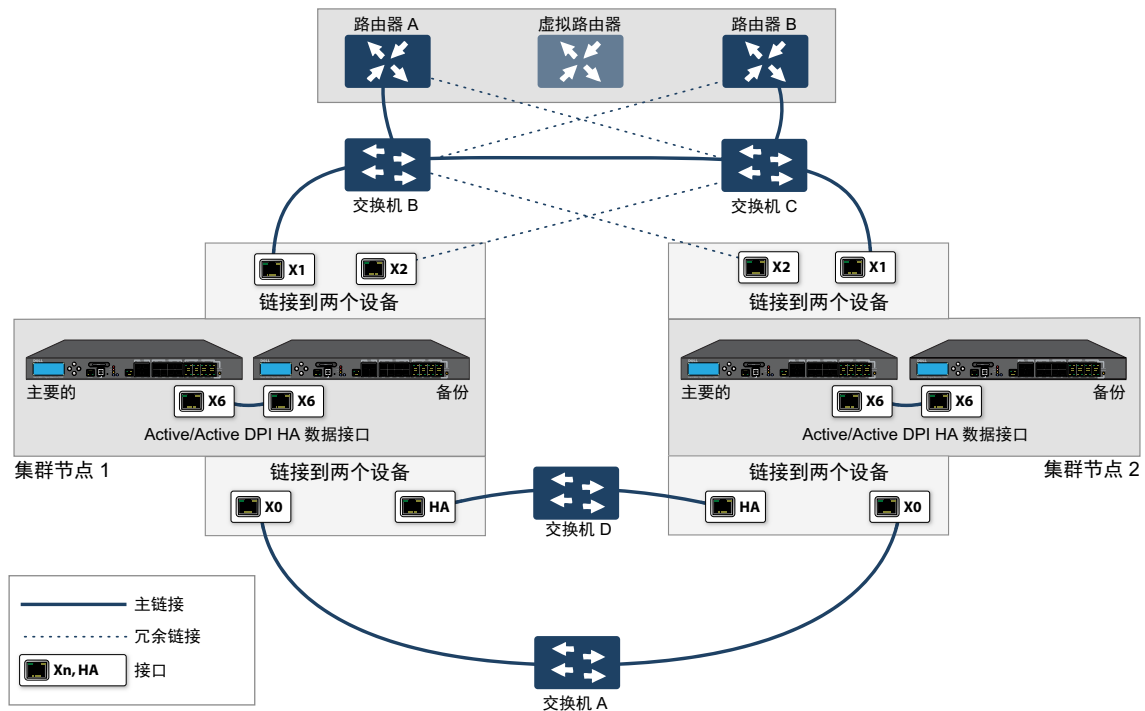 路由器 A
虚拟路由器
路由器 B
交换机 B
交换机 C
X1
X2
X2
X1
链接到两个设备
链接到两个设备
主要的
备份
主要的
备份
X6
X6
X6
X6
Active/Active DPI HA 数据接口
Active/Active DPI HA 数据接口
集群节点 1
集群节点 2
链接到两个设备
链接到两个设备
X0
HA
HA
X0
交换机 D
主链接
冗余链接
Xn, HA
接口
交换机 A